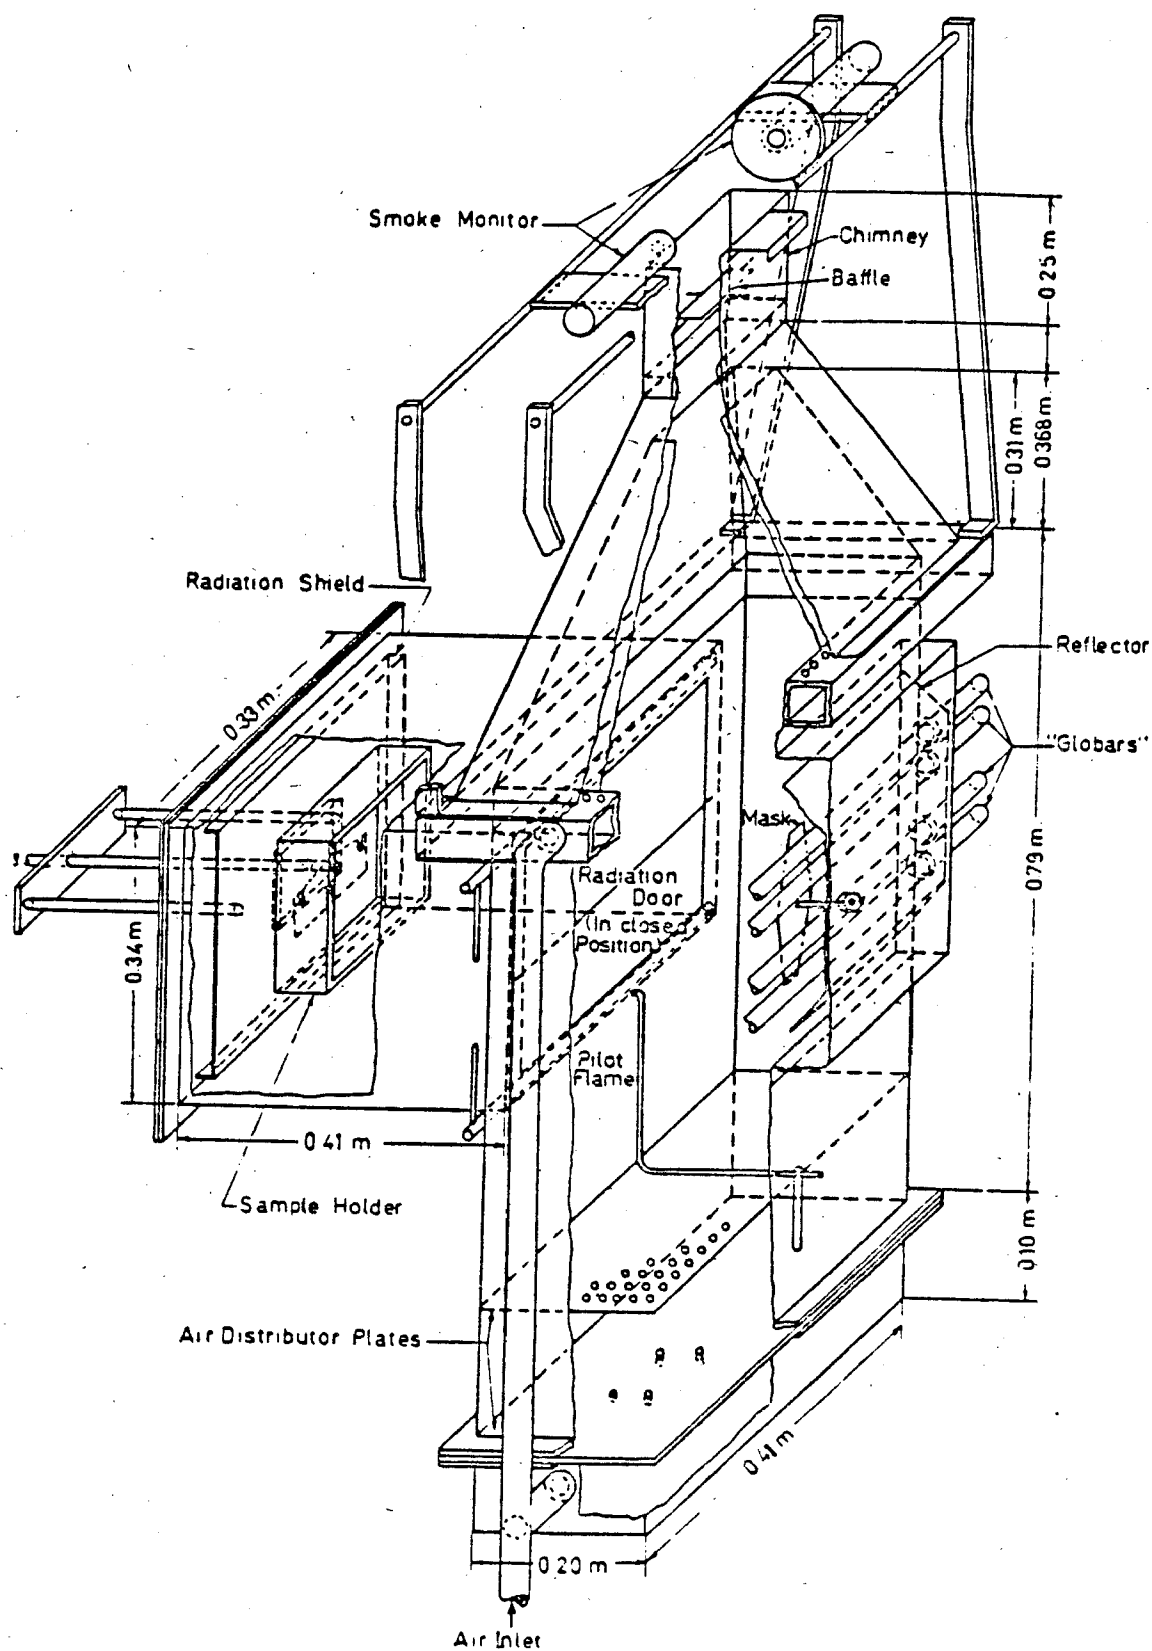 Smoke Monitor
Chimney
Baffle
0.25 m
0.31 m
0.368 m
Radiation Shield
Reflector
0.33 m
"Globars"
Mask
0.79 m
Radiation
Door
(In closed
Position)
0.34 m
Pilot
Flame
0.41 m
Sample Holder
0.10 m
Air Distributor Plates
0.41 m
0.20 m
Air Inlet